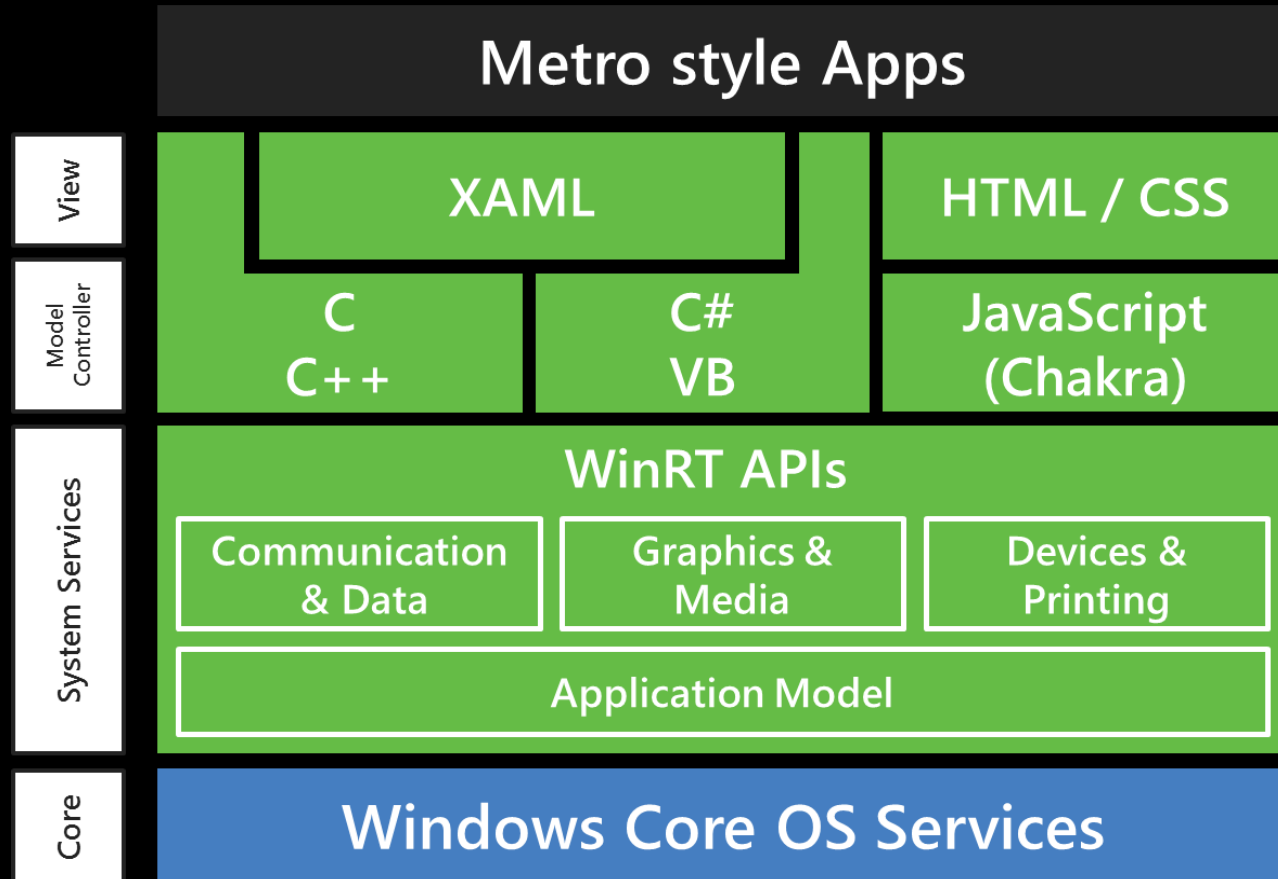 Metro style Apps
View
XAML
HTML / CSS
Model
Controller
C
C++
C#
VB
JavaScript
(Chakra)
System Services
WinRT APIs
Communication
& Data
Graphics &
Media
Devices &
Printing
Application Model
Core
Windows Core OS Services